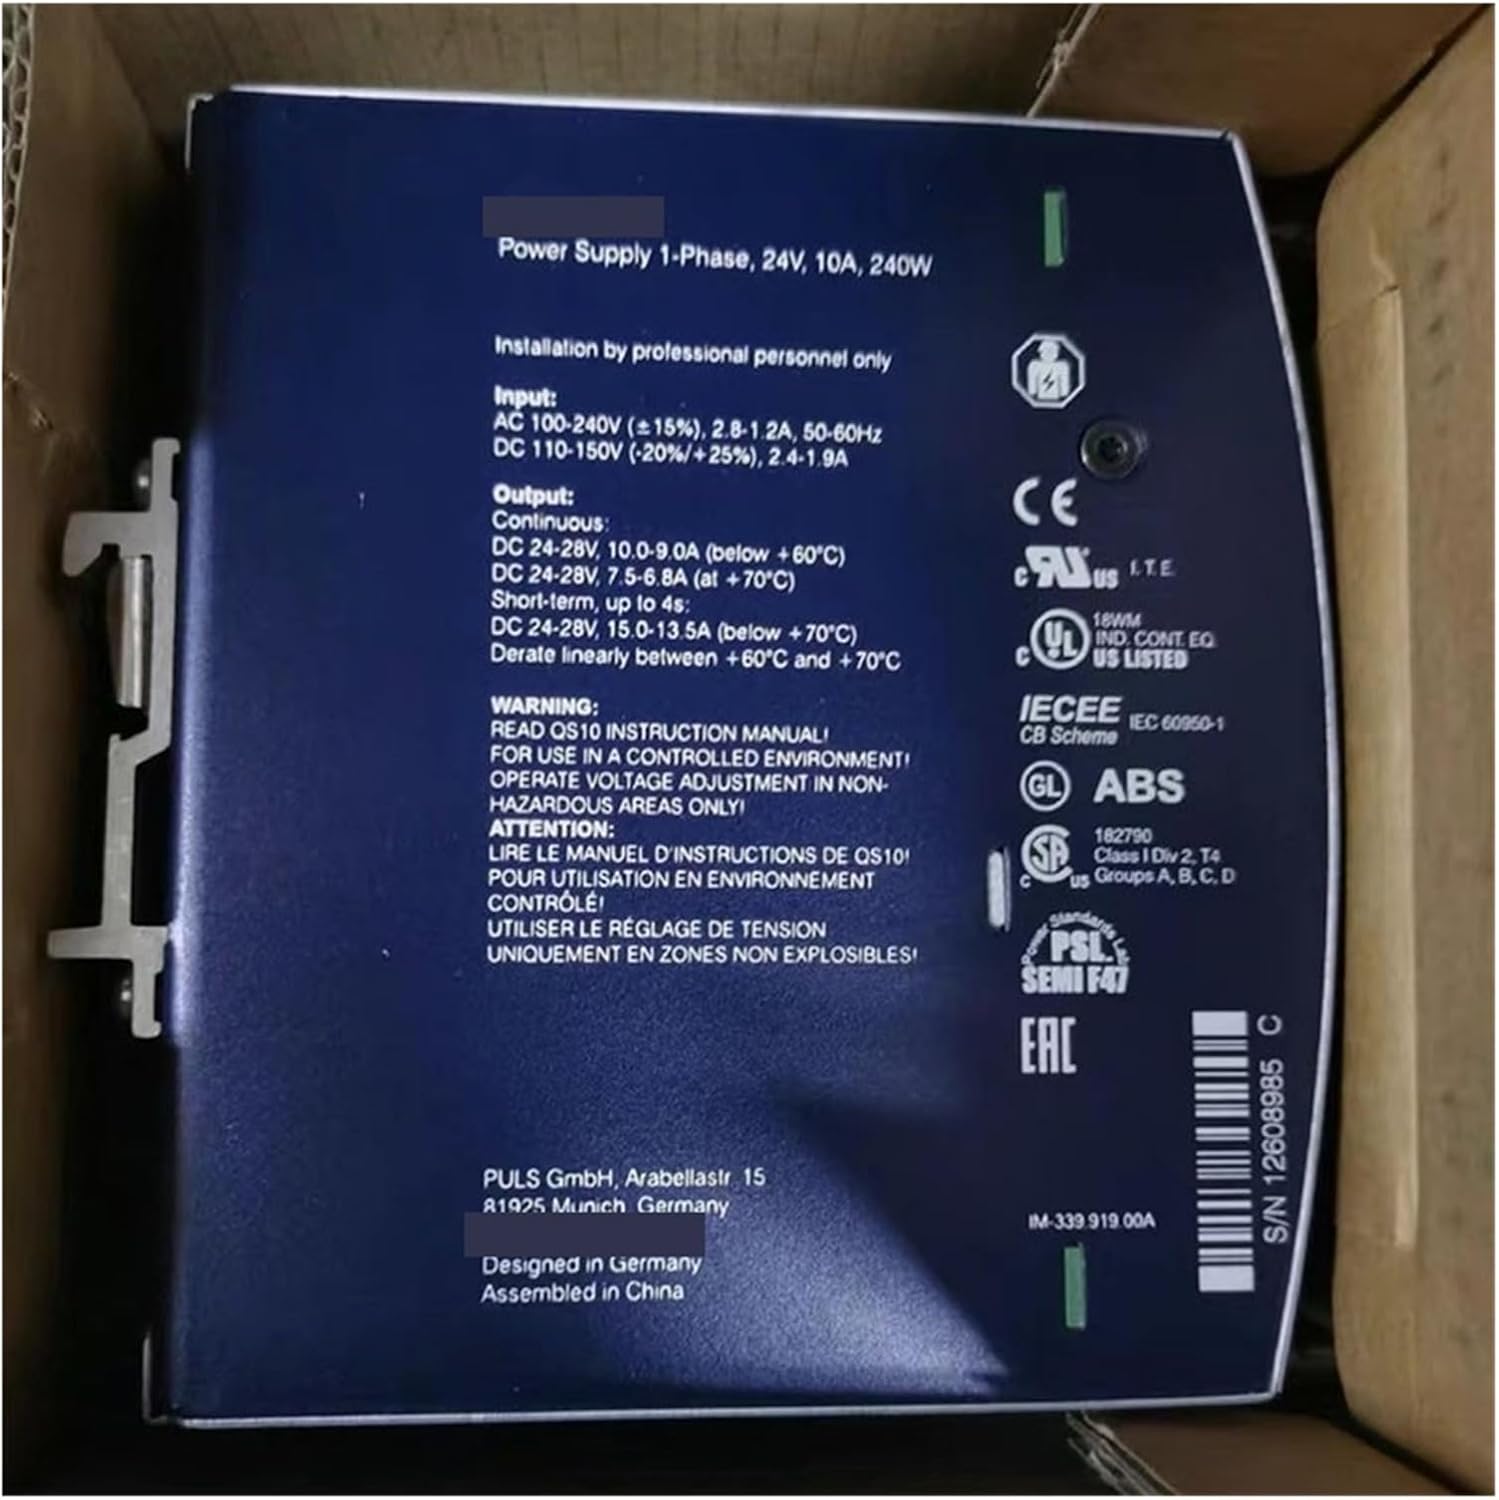 Power Supply 1-Phase, 24V, 10A, 240W
Installation by professional personnel only
Input:
AC 100-240V (±15%), 2.8-1.2A, 50-60Hz
DC 110-150V (-20%/+25%), 2.4-1.9A
Output:
Continuous:
DC 24-28V, 10.0-9.0A (below +60°C)
DC 24-28V, 7.5-6.8A (at +70°C)
Short-term, up to 4s:
DC 24-28V, 15.0-13.5A (below +70°C)
Derate linearly between +60°C and +70°C
WARNING:
READ QS10 INSTRUCTION MANUAL!
FOR USE IN A CONTROLLED ENVIRONMENT!
OPERATE VOLTAGE ADJUSTMENT IN NON-
HAZARDOUS AREAS ONLY!
ATTENTION:
LIRE LE MANUEL D'INSTRUCTIONS DE QS10!
POUR UTILISATION EN ENVIRONNEMENT
CONTRÔLÉ!
UTILISER LE RÉGLAGE DE TENSION
UNIQUEMENT EN ZONES NON EXPLOSIBLES!
PULS GmbH, Arabellastr. 15
81925 Munich, Germany
Designed in Germany
Assembled in China
CE
c RU us I.T.E.
c UL 18WM
IND. CONT. EQ.
US LISTED
IECEE
CB Scheme
IEC 60950-1
GL ABS
c SA us
182790
Class I Div 2, T4
Groups A, B, C, D
Power Standards Lab
PSL
SEMI F47
EAC
IM-339.919.00A
S/N 12608985 C